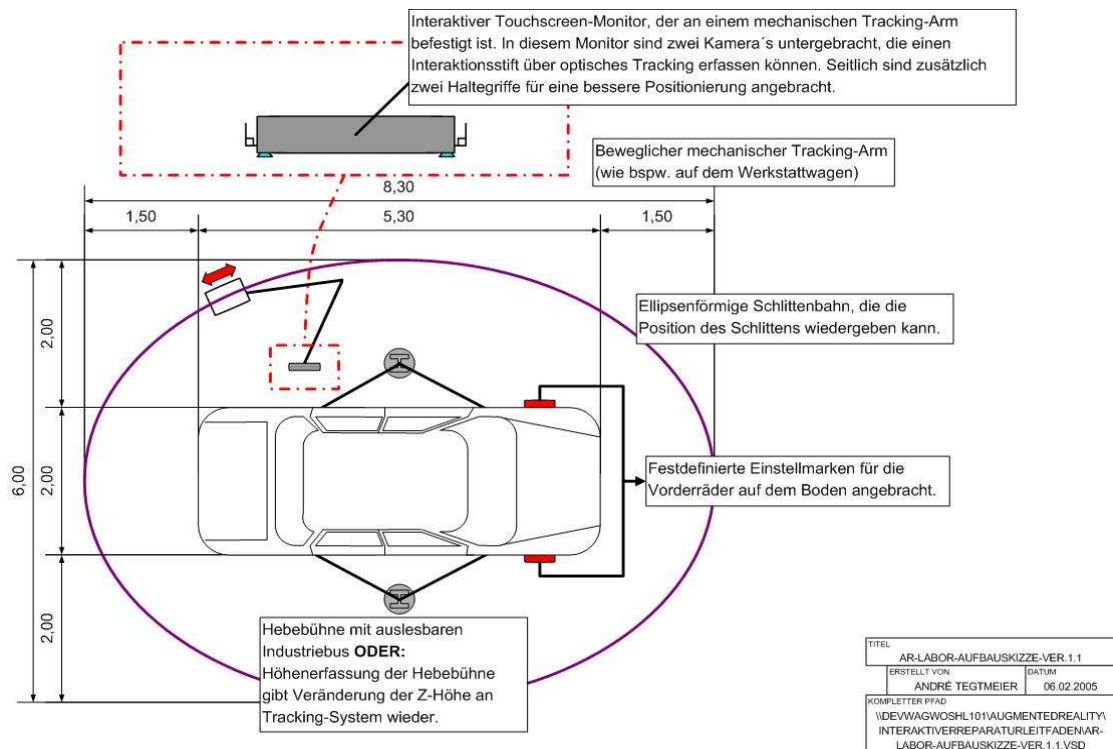 Interaktiver Touchscreen-Monitor, der an einem mechanischen Tracking-Arm
befestigt ist. In diesem Monitor sind zwei Kamera´s untergebracht, die einen
Interaktionsstift über optisches Tracking erfassen können. Seitlich sind zusätzlich
zwei Haltegriffe für eine bessere Positionierung angebracht.
Beweglicher mechanischer Tracking-Arm
(wie bspw. auf dem Werkstattwagen)
8,30
1,50
5,30
1,50
Ellipsenförmige Schlittenbahn, die die
Position des Schlittens wiedergeben kann.
2,00
6,00
2,00
Festdefinierte Einstellmarken für die
Vorderräder auf dem Boden angebracht.
2,00
Hebebühne mit auslesbaren
Industriebus ODER:
Höhenerfassung der Hebebühne
gibt Veränderung der Z-Höhe an
Tracking-System wieder.
TITEL
AR-LABOR-AUFBAUSKIZZE-VER.1.1
ERSTELLT VON
DATUM
ANDRÉ TEGTMEIER
06.02.2005
KOMPLETTER PFAD
\\DEVWAGWOSHL101\AUGMENTEDREALITY\
INTERAKTIVERREPARATURLEITFADEN\AR-
LABOR-AUFBAUSKIZZE-VER.1.1.VSD